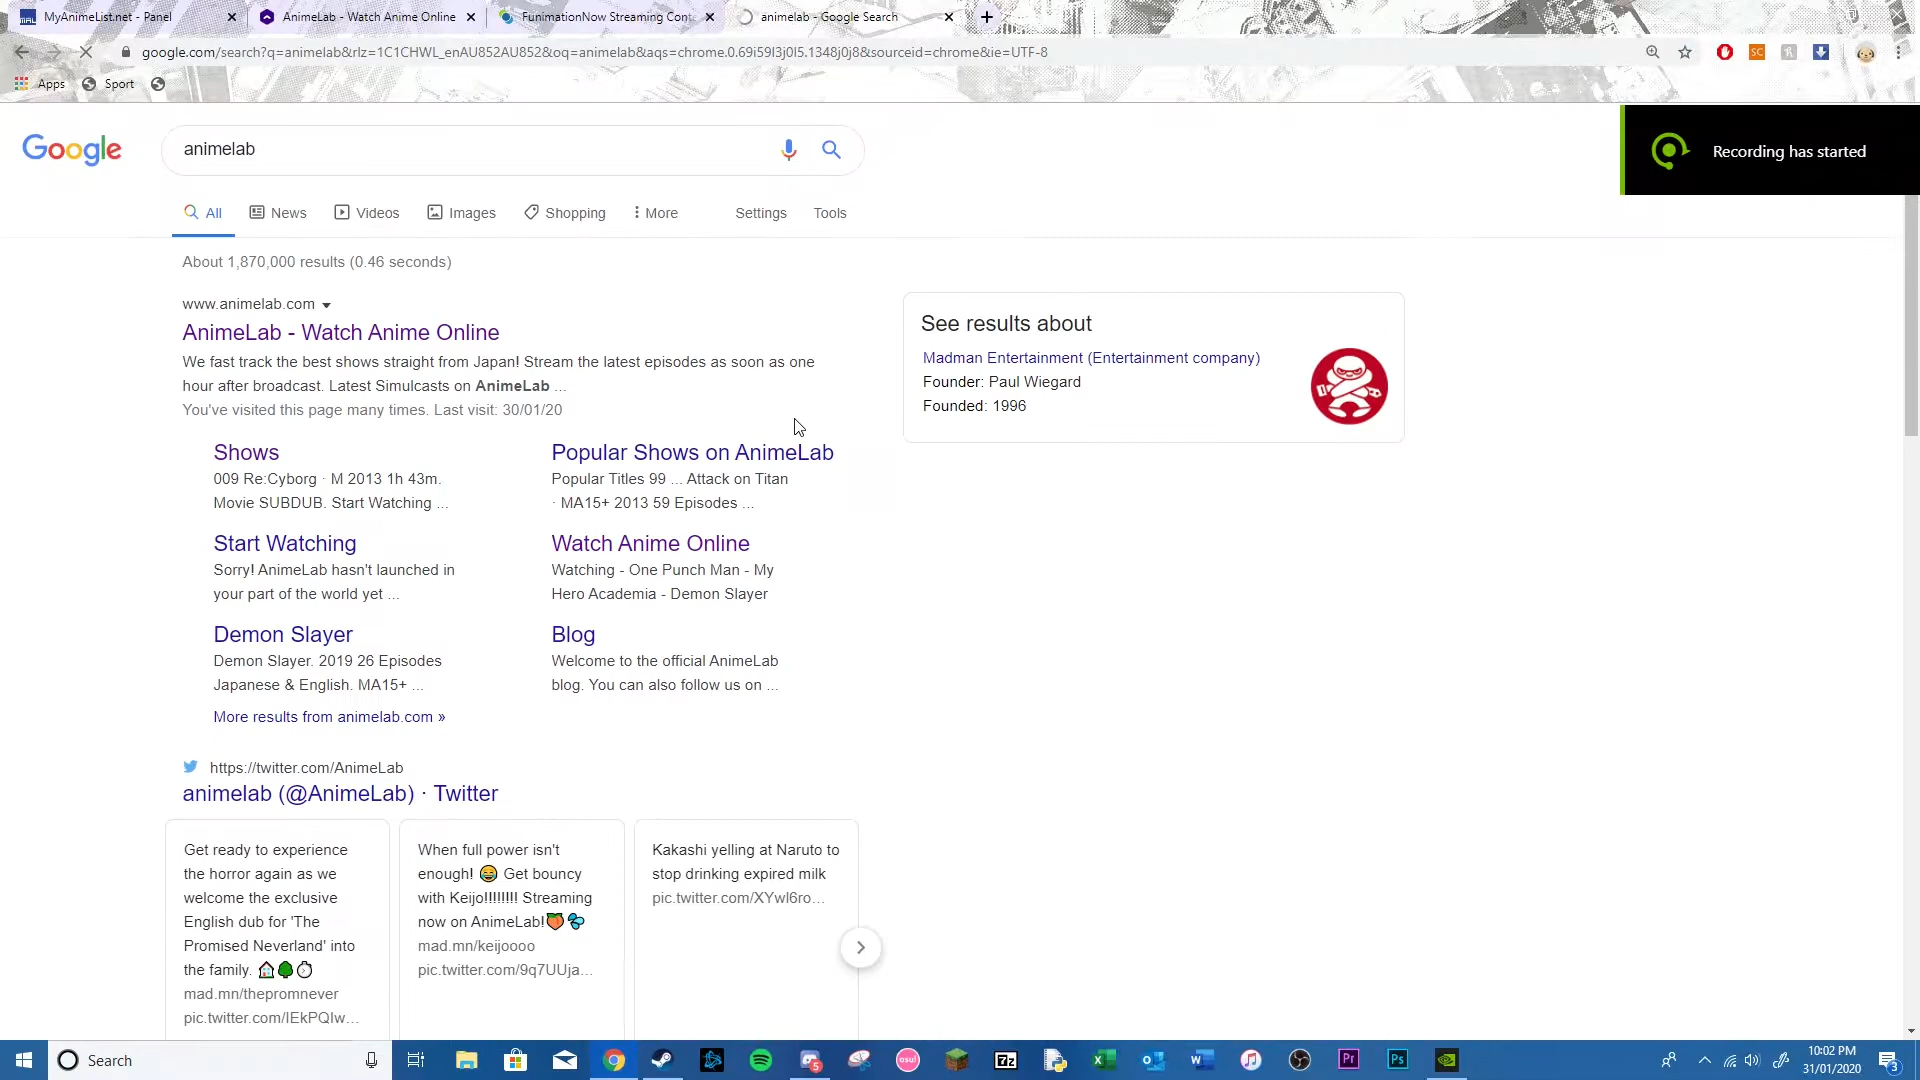 MyAnimeList.net - Panel
AnimeLab - Watch Anime Online
FunimationNow Streaming Cont
animelab - Google Search
google.com/search?q=animelab&rlz=1C1CHWL_enAU852AU852&oq=animelab&aqs=chrome.0.69i59l3j0l5.1348j0j8&sourceid=chrome&ie=UTF-8
Apps
Sport
Google
animelab
Recording has started
All
News
Videos
Images
Shopping
More
Settings
Tools
About 1,870,000 results (0.46 seconds)
www.animelab.com
AnimeLab - Watch Anime Online
We fast track the best shows straight from Japan! Stream the latest episodes as soon as one
hour after broadcast. Latest Simulcasts on AnimeLab ...
You've visited this page many times. Last visit: 30/01/20
See results about
Madman Entertainment (Entertainment company)
Founder: Paul Wiegard
Founded: 1996
Shows
009 Re:Cyborg · M 2013 1h 43m.
Movie SUBDUB. Start Watching ...
Popular Shows on AnimeLab
Popular Titles 99 ... Attack on Titan
· MA15+ 2013 59 Episodes ...
Start Watching
Sorry! AnimeLab hasn't launched in
your part of the world yet ...
Watch Anime Online
Watching - One Punch Man - My
Hero Academia - Demon Slayer
Demon Slayer
Demon Slayer. 2019 26 Episodes
Japanese & English. MA15+ ...
Blog
Welcome to the official AnimeLab
blog. You can also follow us on ...
More results from animelab.com »
https://twitter.com/AnimeLab
animelab (@AnimeLab) · Twitter
Get ready to experience
the horror again as we
welcome the exclusive
English dub for 'The
Promised Neverland' into
the family. 🏠🌳⏱
mad.mn/thepromnever
pic.twitter.com/IEkPQIw...
When full power isn't
enough! 😂 Get bouncy
with Keijo!!!!!!!! Streaming
now on AnimeLab!🍑💦
mad.mn/keijoooo
pic.twitter.com/9q7UUja...
Kakashi yelling at Naruto to
stop drinking expired milk
pic.twitter.com/XYwl6ro...
Search
10:02 PM
31/01/2020